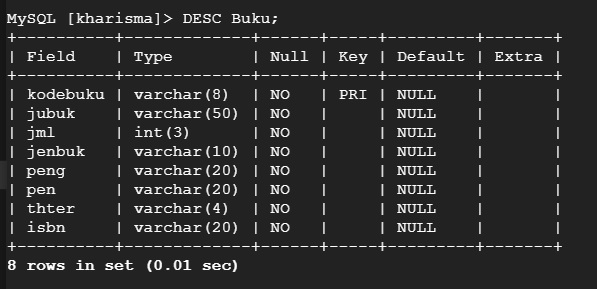 MySQL [kharisma]> DESC Buku;
+----------+-------------+------+-----+---------+-------+
| Field    | Type        | Null | Key | Default | Extra |
+----------+-------------+------+-----+---------+-------+
| kodebuku | varchar(8)  | NO   | PRI | NULL    |       |
| jubuk    | varchar(50) | NO   |     | NULL    |       |
| jml      | int(3)      | NO   |     | NULL    |       |
| jenbuk   | varchar(10) | NO   |     | NULL    |       |
| peng     | varchar(20) | NO   |     | NULL    |       |
| pen      | varchar(20) | NO   |     | NULL    |       |
| thter    | varchar(4)  | NO   |     | NULL    |       |
| isbn     | varchar(20) | NO   |     | NULL    |       |
+----------+-------------+------+-----+---------+-------+
8 rows in set (0.01 sec)